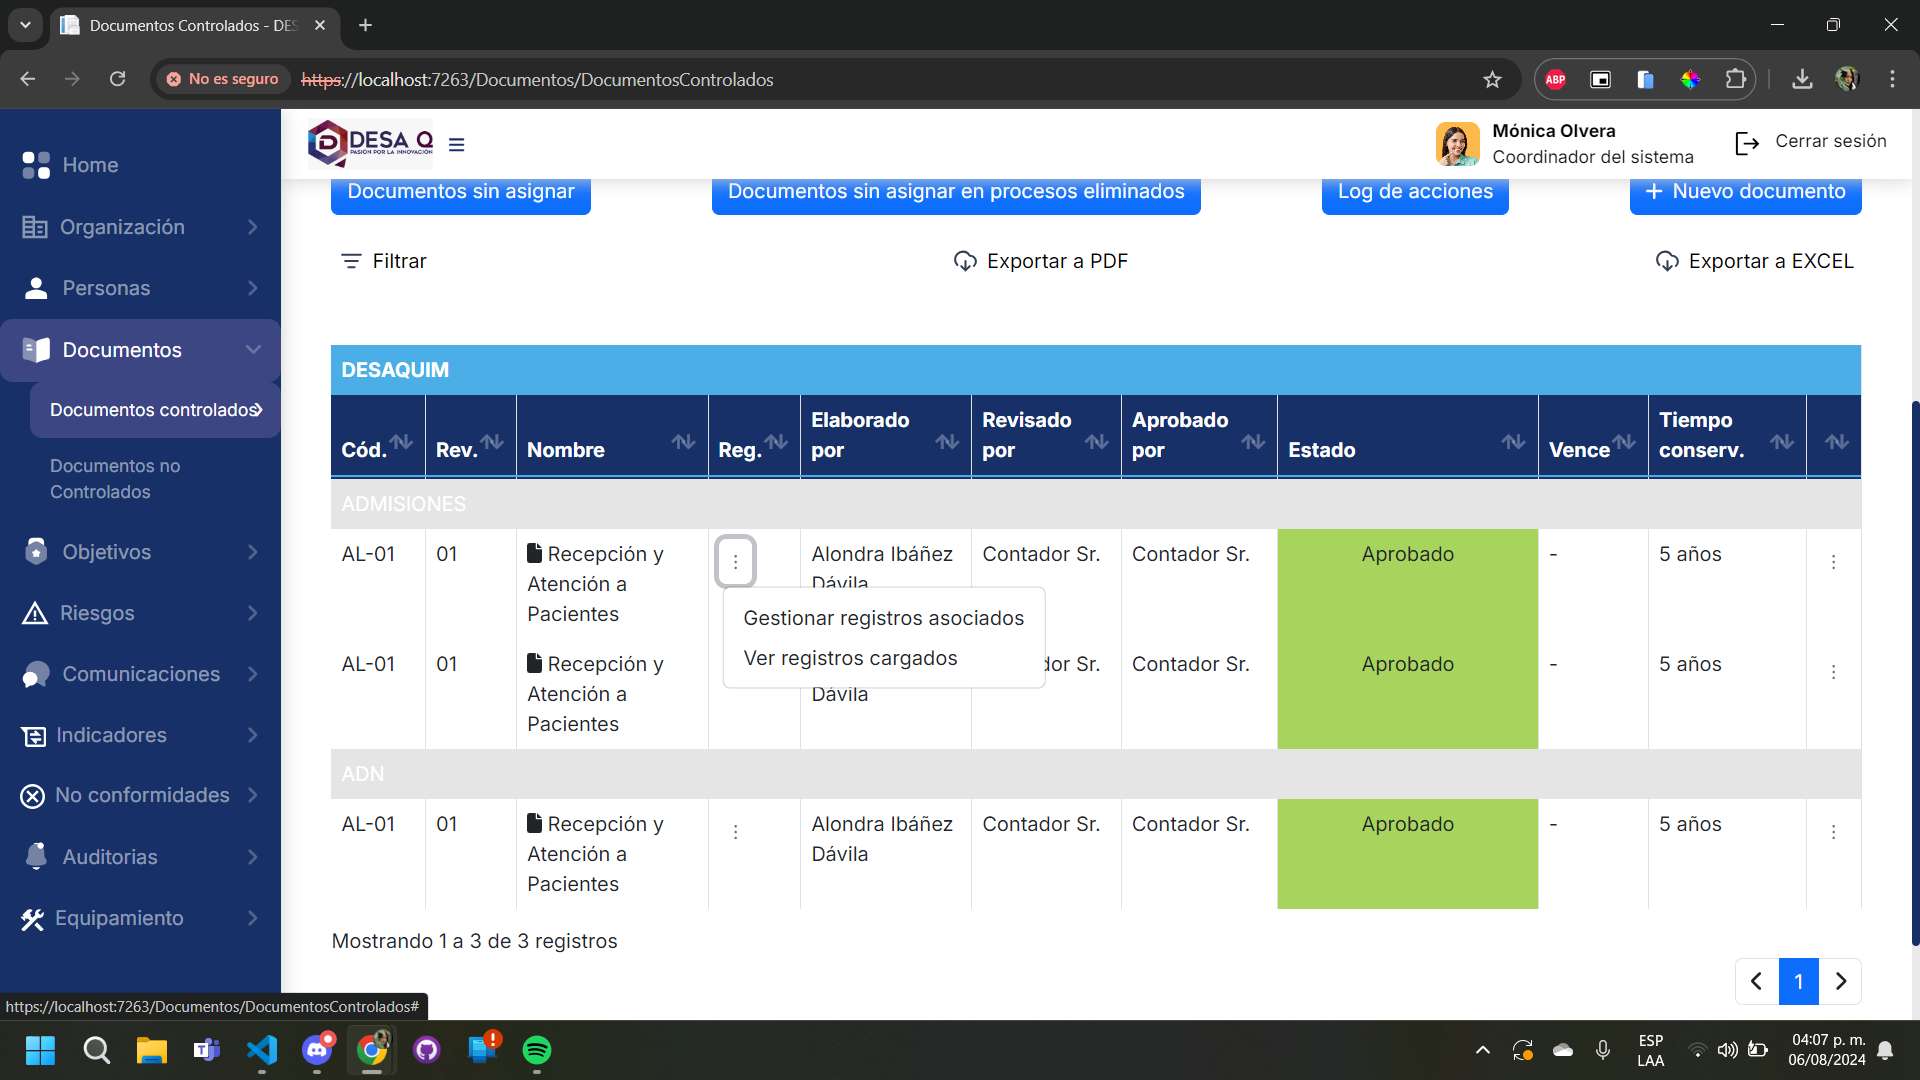 Documentos Controlados - DES
No es seguro
https://localhost:7263/Documentos/DocumentosControlados
ABP
DESA Q
PASIÓN POR LA INNOVACIÓN
Mónica Olvera
Coordinador del sistema
Cerrar sesión
Home
Organización
Personas
Documentos
Documentos controlados
Documentos no
Controlados
Objetivos
Riesgos
Comunicaciones
Indicadores
No conformidades
Auditorias
Equipamiento
Documentos sin asignar
Documentos sin asignar en procesos eliminados
Log de acciones
+ Nuevo documento
Filtrar
Exportar a PDF
Exportar a EXCEL
DESAQUIM
Cód. Rev. Nombre Reg. Elaborado por Revisado por Aprobado por Estado Vence Tiempo conserv.
ADMISIONES
AL-01 01 Recepción y Alondra Ibáñez Contador Sr. Contador Sr. Aprobado - 5 años
Atención a Dávila
Pacientes
Gestionar registros asociados
Ver registros cargados
AL-01 01 Recepción y dor Sr. Contador Sr. Aprobado - 5 años
Atención a Dávila
Pacientes
ADN
AL-01 01 Recepción y Alondra Ibáñez Contador Sr. Contador Sr. Aprobado - 5 años
Atención a Dávila
Pacientes
Mostrando 1 a 3 de 3 registros
1
https://localhost:7263/Documentos/DocumentosControlados#
ESP
LAA
04:07 p. m.
06/08/2024